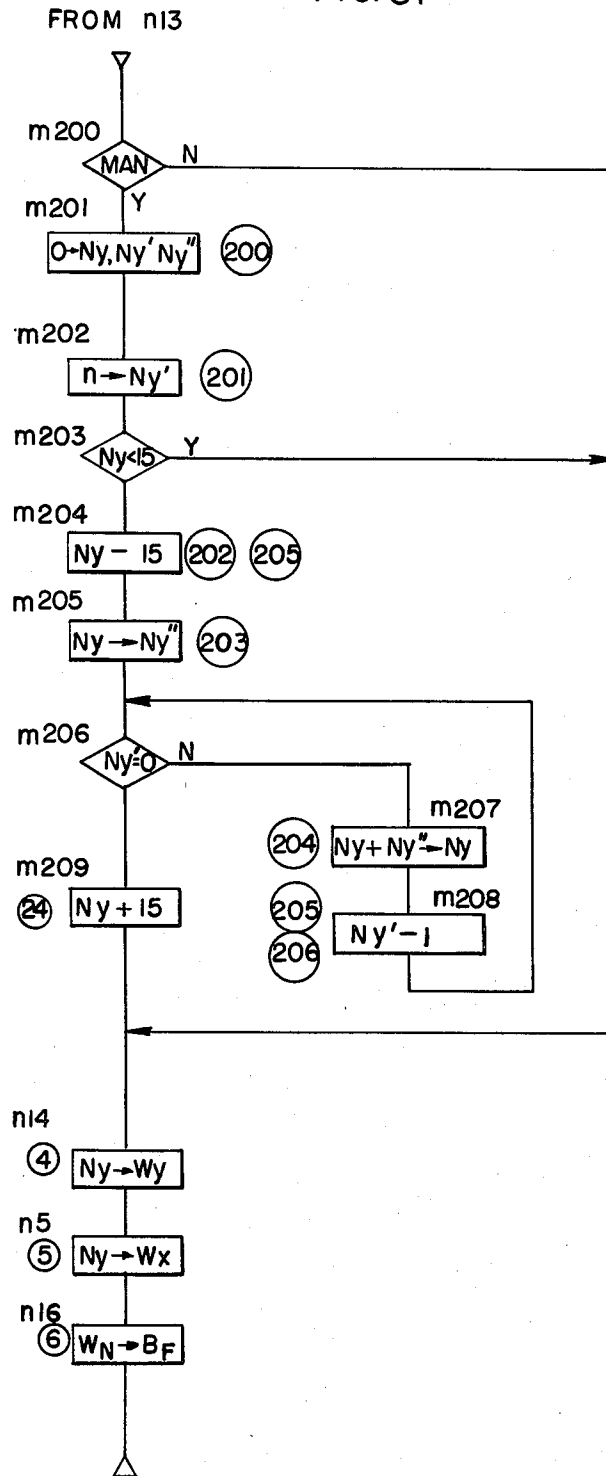 FROM n13
m200
MAN
N
Y
m201
O→Ny, Ny' Ny"
200
m202
n → Ny'
201
m203
Ny<15
Y
m204
Ny - 15
202
205
m205
Ny → Ny"
203
m206
Ny'=0
N
m207
204
Ny + Ny" → Ny
m209
24
Ny + 15
205
m208
Ny' - 1
206
n14
4
Ny → Wy
n5
5
Ny → Wx
n16
6
WN → BF